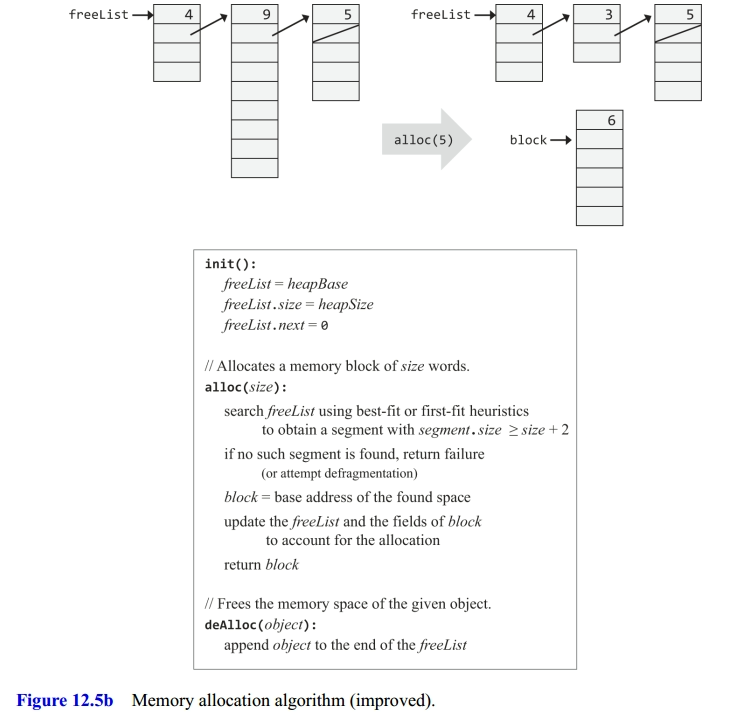 freeList 4 9 5 freeList 4 3 5
alloc(5) block 6
init():
freeList = heapBase
freeList.size = heapSize
freeList.next = 0
// Allocates a memory block of size words.
alloc(size):
search freeList using best-fit or first-fit heuristics
to obtain a segment with segment.size ≥ size + 2
if no such segment is found, return failure
(or attempt defragmentation)
block = base address of the found space
update the freeList and the fields of block
to account for the allocation
return block
// Frees the memory space of the given object.
deAlloc(object):
append object to the end of the freeList
Figure 12.5b Memory allocation algorithm (improved).